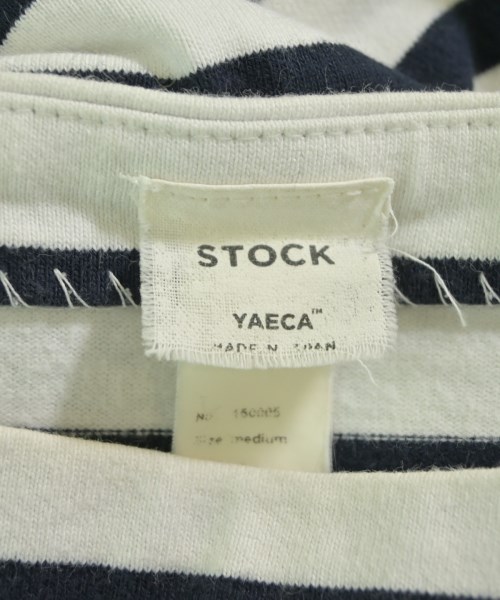 STOCK
YAECA™
MADE IN JAPAN
No. 150005
Size medium